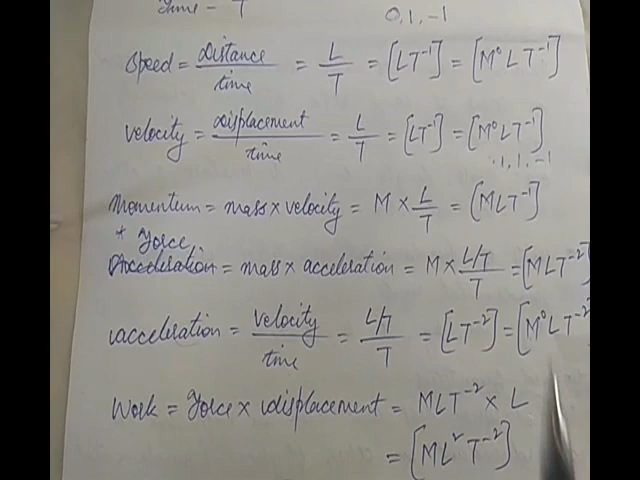 Time - T
0, 1, -1
Speed = distance / time = L / T = [LT⁻¹] = [M⁰LT⁻¹]
velocity = displacement / time = L / T = [LT⁻¹] = [M⁰LT⁻¹]
1, 1, -1
Momentum = mass x velocity = M x L / T = [MLT⁻¹]
* Force
Acceleration = mass x acceleration = M x L/T / T = [MLT⁻²]
acceleration = velocity / time = L/T / T = [LT⁻²] = [M⁰LT⁻²
Work = Force x displacement = MLT⁻² x L
= [ML²T⁻²]